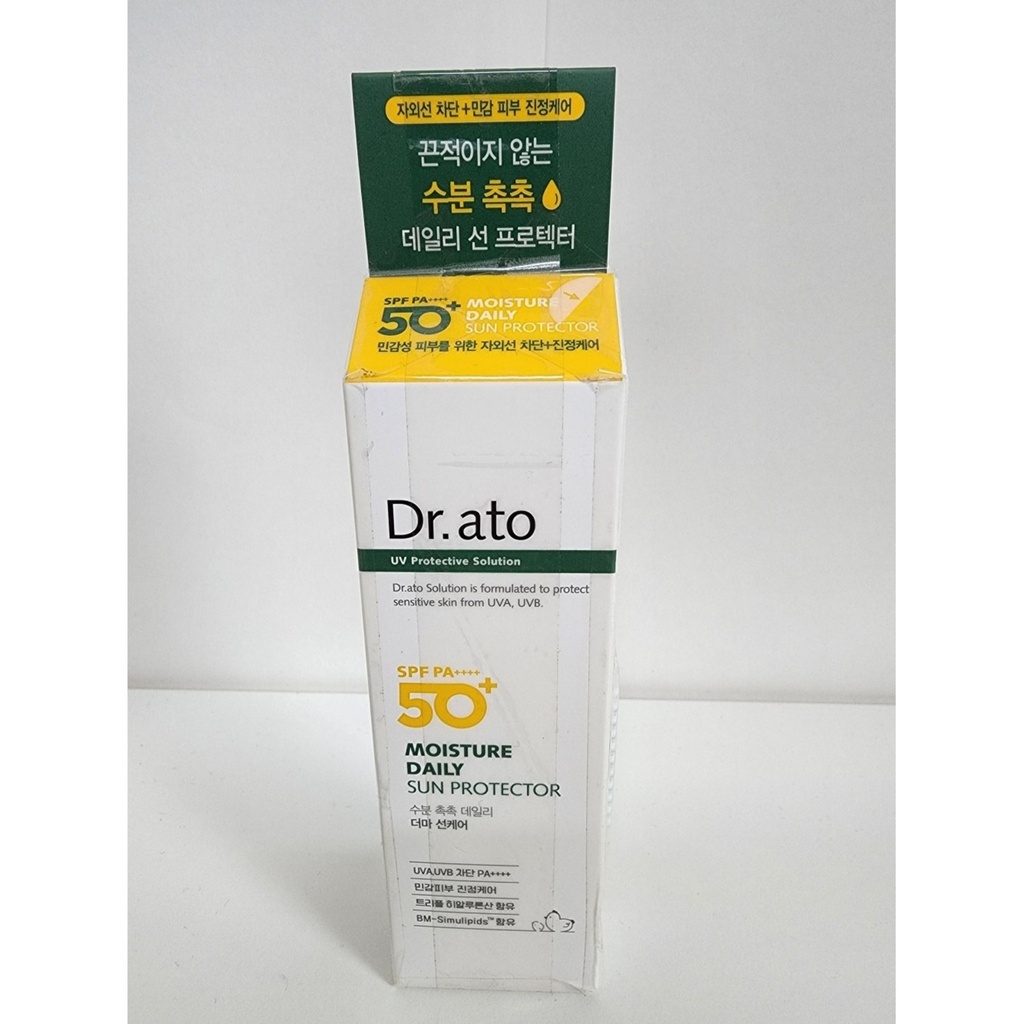 자외선 차단+민감 피부 진정케어
끈적이지 않는
수분 촉촉
데일리 선 프로텍터
SPF PA++++
50+
MOISTURE
DAILY
SUN PROTECTOR
민감성 피부를 위한 자외선 차단+진정케어
Dr.ato
UV Protective Solution
Dr.ato Solution is formulated to protect
sensitive skin from UVA, UVB.
SPF PA++++
50+
MOISTURE
DAILY
SUN PROTECTOR
수분 촉촉 데일리
더마 선케어
UVA,UVB 차단 PA++++
민감피부 진정케어
트리플 히알루론산 함유
BM-Simulipids™ 함유